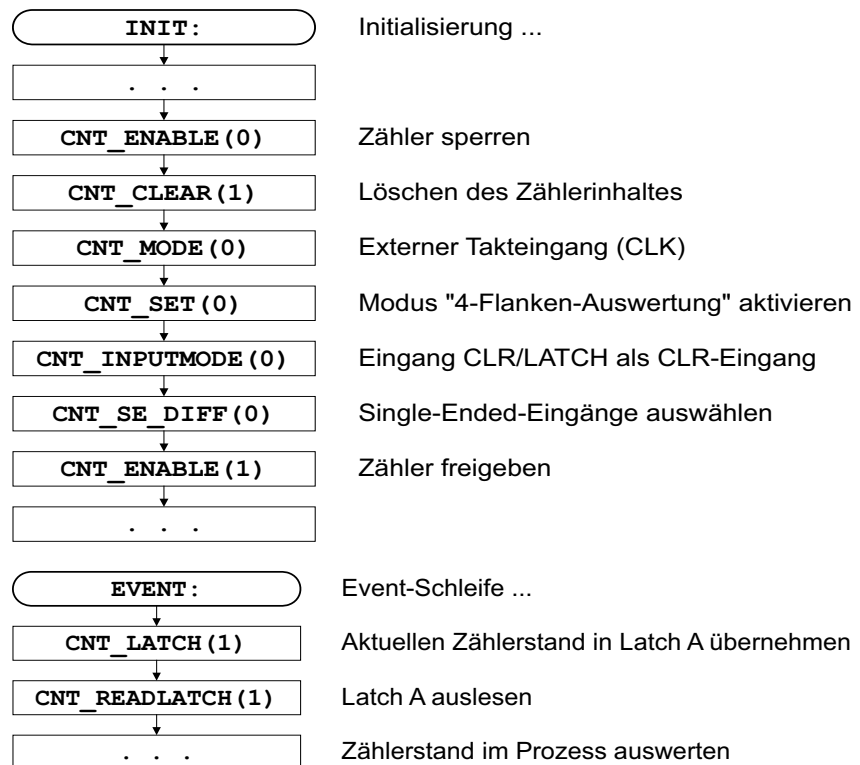 INIT: Initialisierung ...
. . .
CNT_ENABLE(0) Zähler sperren
CNT_CLEAR(1) Löschen des Zählerinhaltes
CNT_MODE(0) Externer Takteingang (CLK)
CNT_SET(0) Modus "4-Flanken-Auswertung" aktivieren
CNT_INPUTMODE(0) Eingang CLR/LATCH als CLR-Eingang
CNT_SE_DIFF(0) Single-Ended-Eingänge auswählen
CNT_ENABLE(1) Zähler freigeben
. . .
EVENT: Event-Schleife ...
CNT_LATCH(1) Aktuellen Zählerstand in Latch A übernehmen
CNT_READLATCH(1) Latch A auslesen
. . . Zählerstand im Prozess auswerten